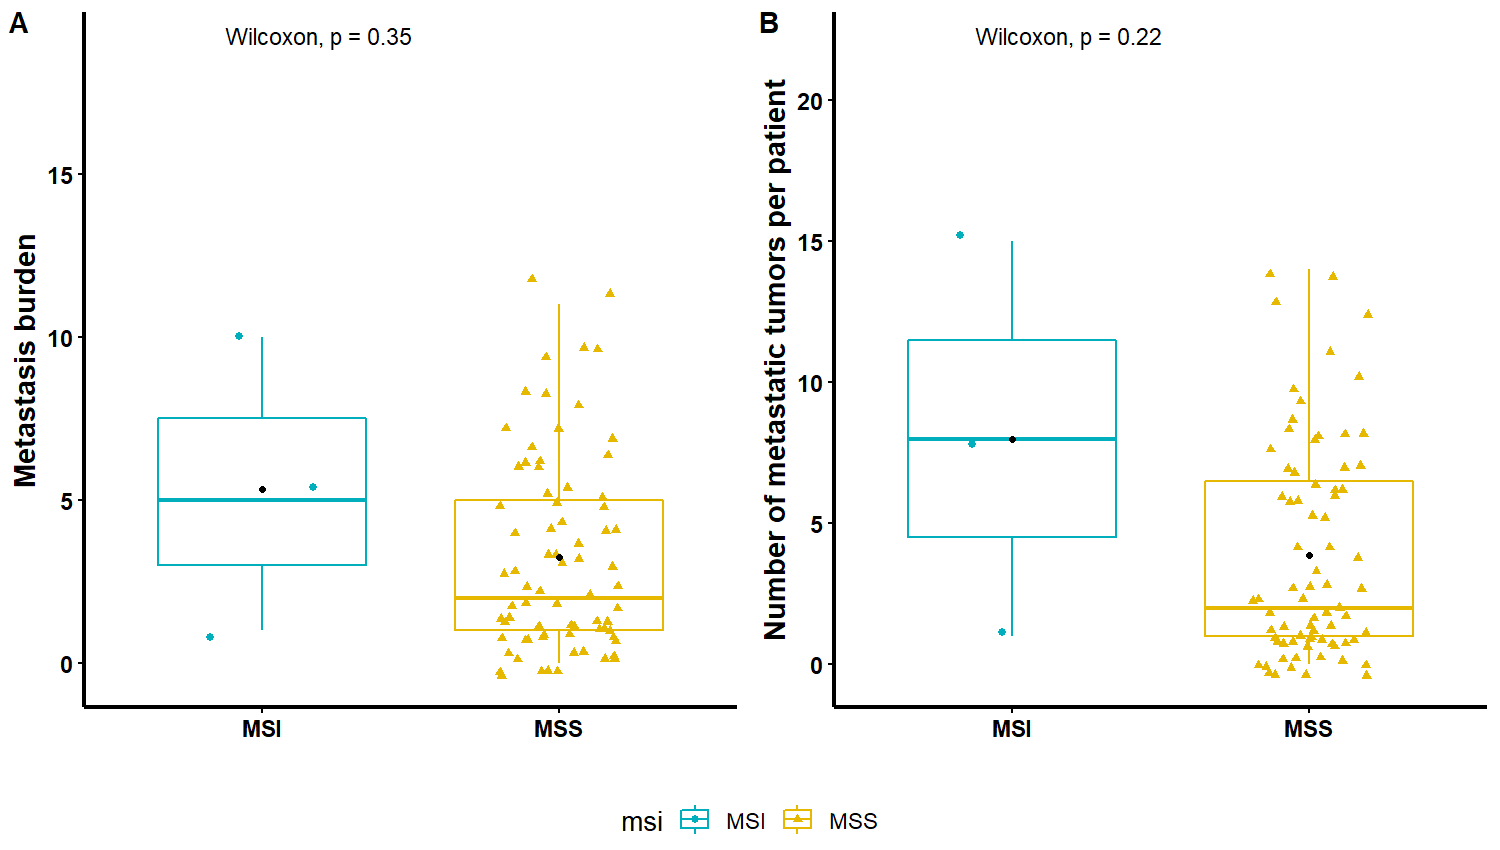 A
Wilcoxon, p = 0.35
Metastasis burden
15
10
5
0
MSI
MSS
B
Wilcoxon, p = 0.22
Number of metastatic tumors per patient
20
15
10
5
0
MSI
MSS
msi
MSI
MSS